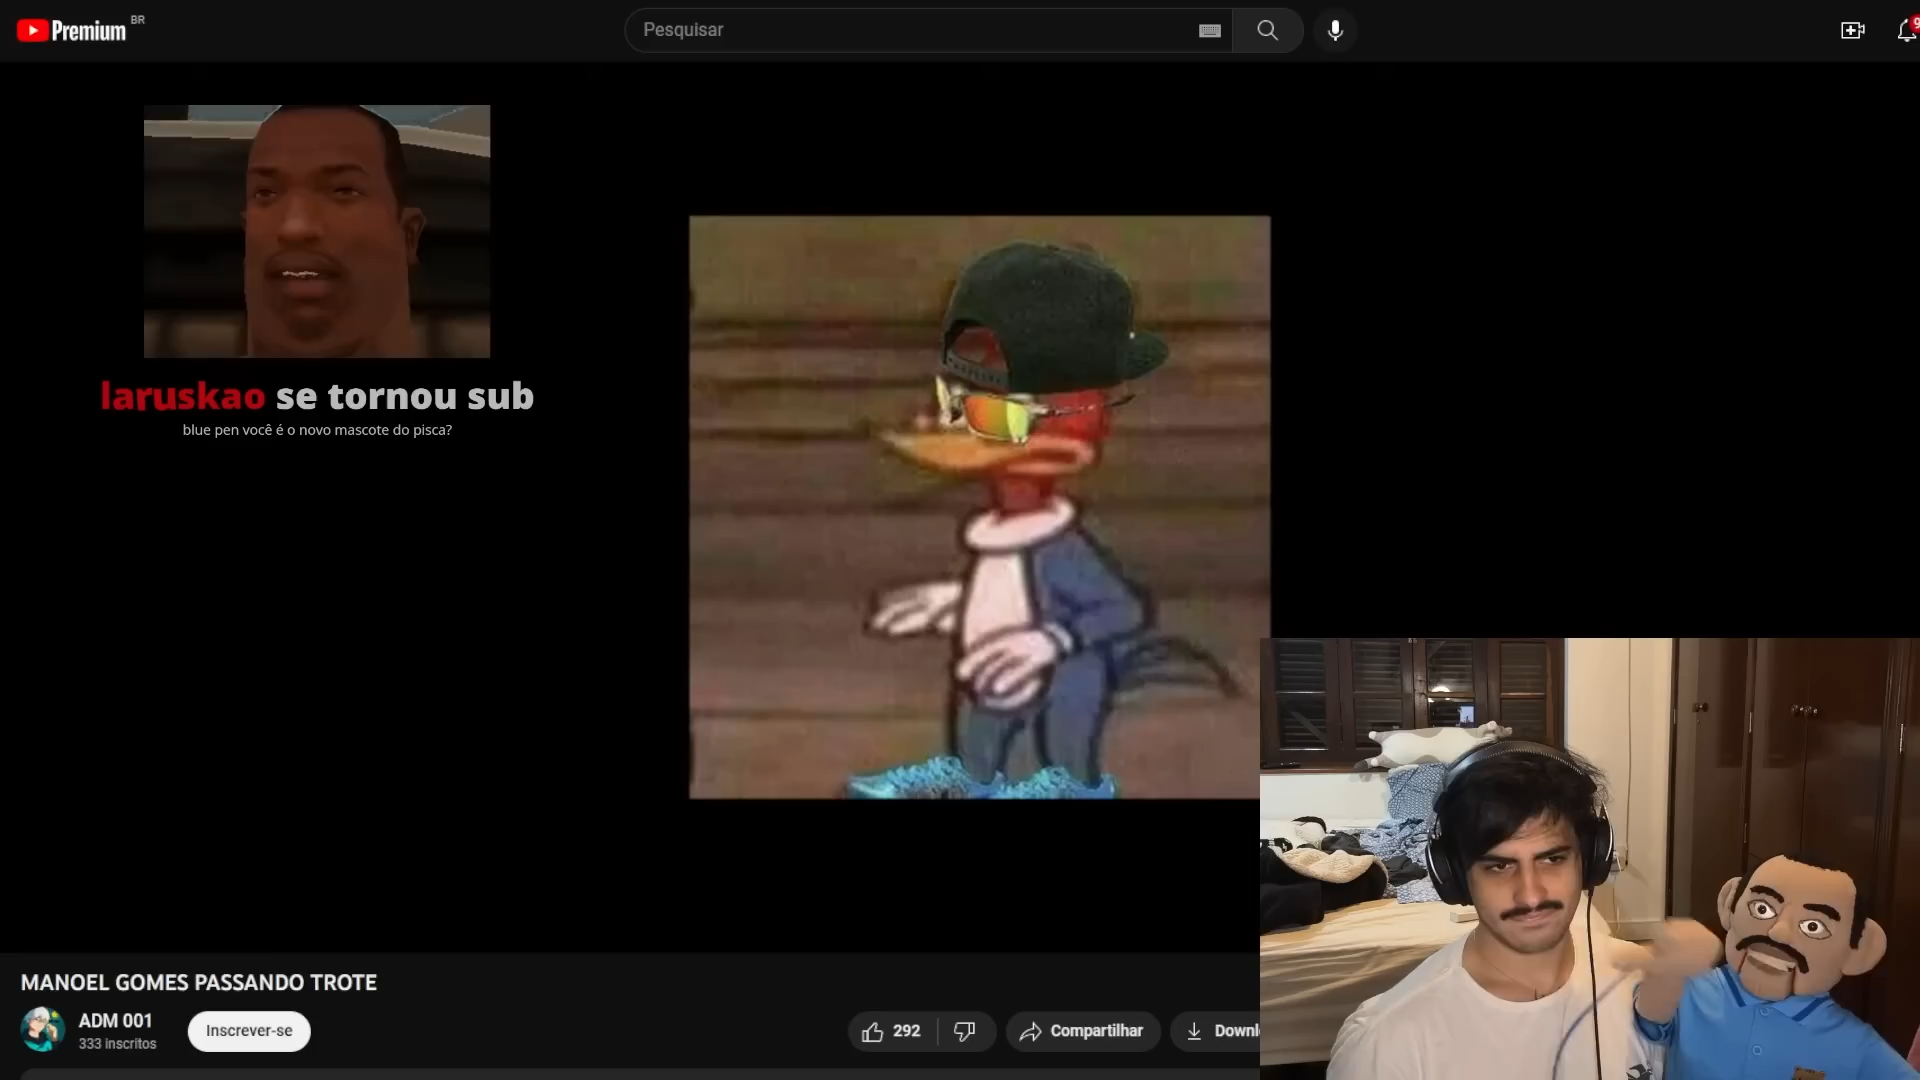 Premium BR
Pesquisar
9
laruskao se tornou sub
blue pen você é o novo mascote do pisca?
MANOEL GOMES PASSANDO TROTE
ADM 001
333 inscritos
Inscrever-se
292
Compartilhar
Downl